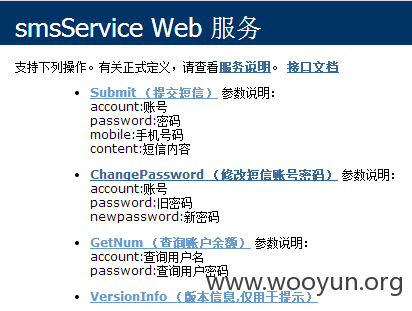 smsService Web 服务
支持下列操作。有关正式定义，请查看服务说明。 接口文档
• Submit （提交短信） 参数说明：
account:账号
password:密码
mobile:手机号码
content:短信内容
• ChangePassword （修改短信账号密码） 参数说明：
account:账号
password:旧密码
newpassword:新密码
• GetNum （查询账户余额） 参数说明：
account:查询用户名
password:查询用户密码
www.wooyun.org
• VersionInfo （版本信息,仅用于提示）